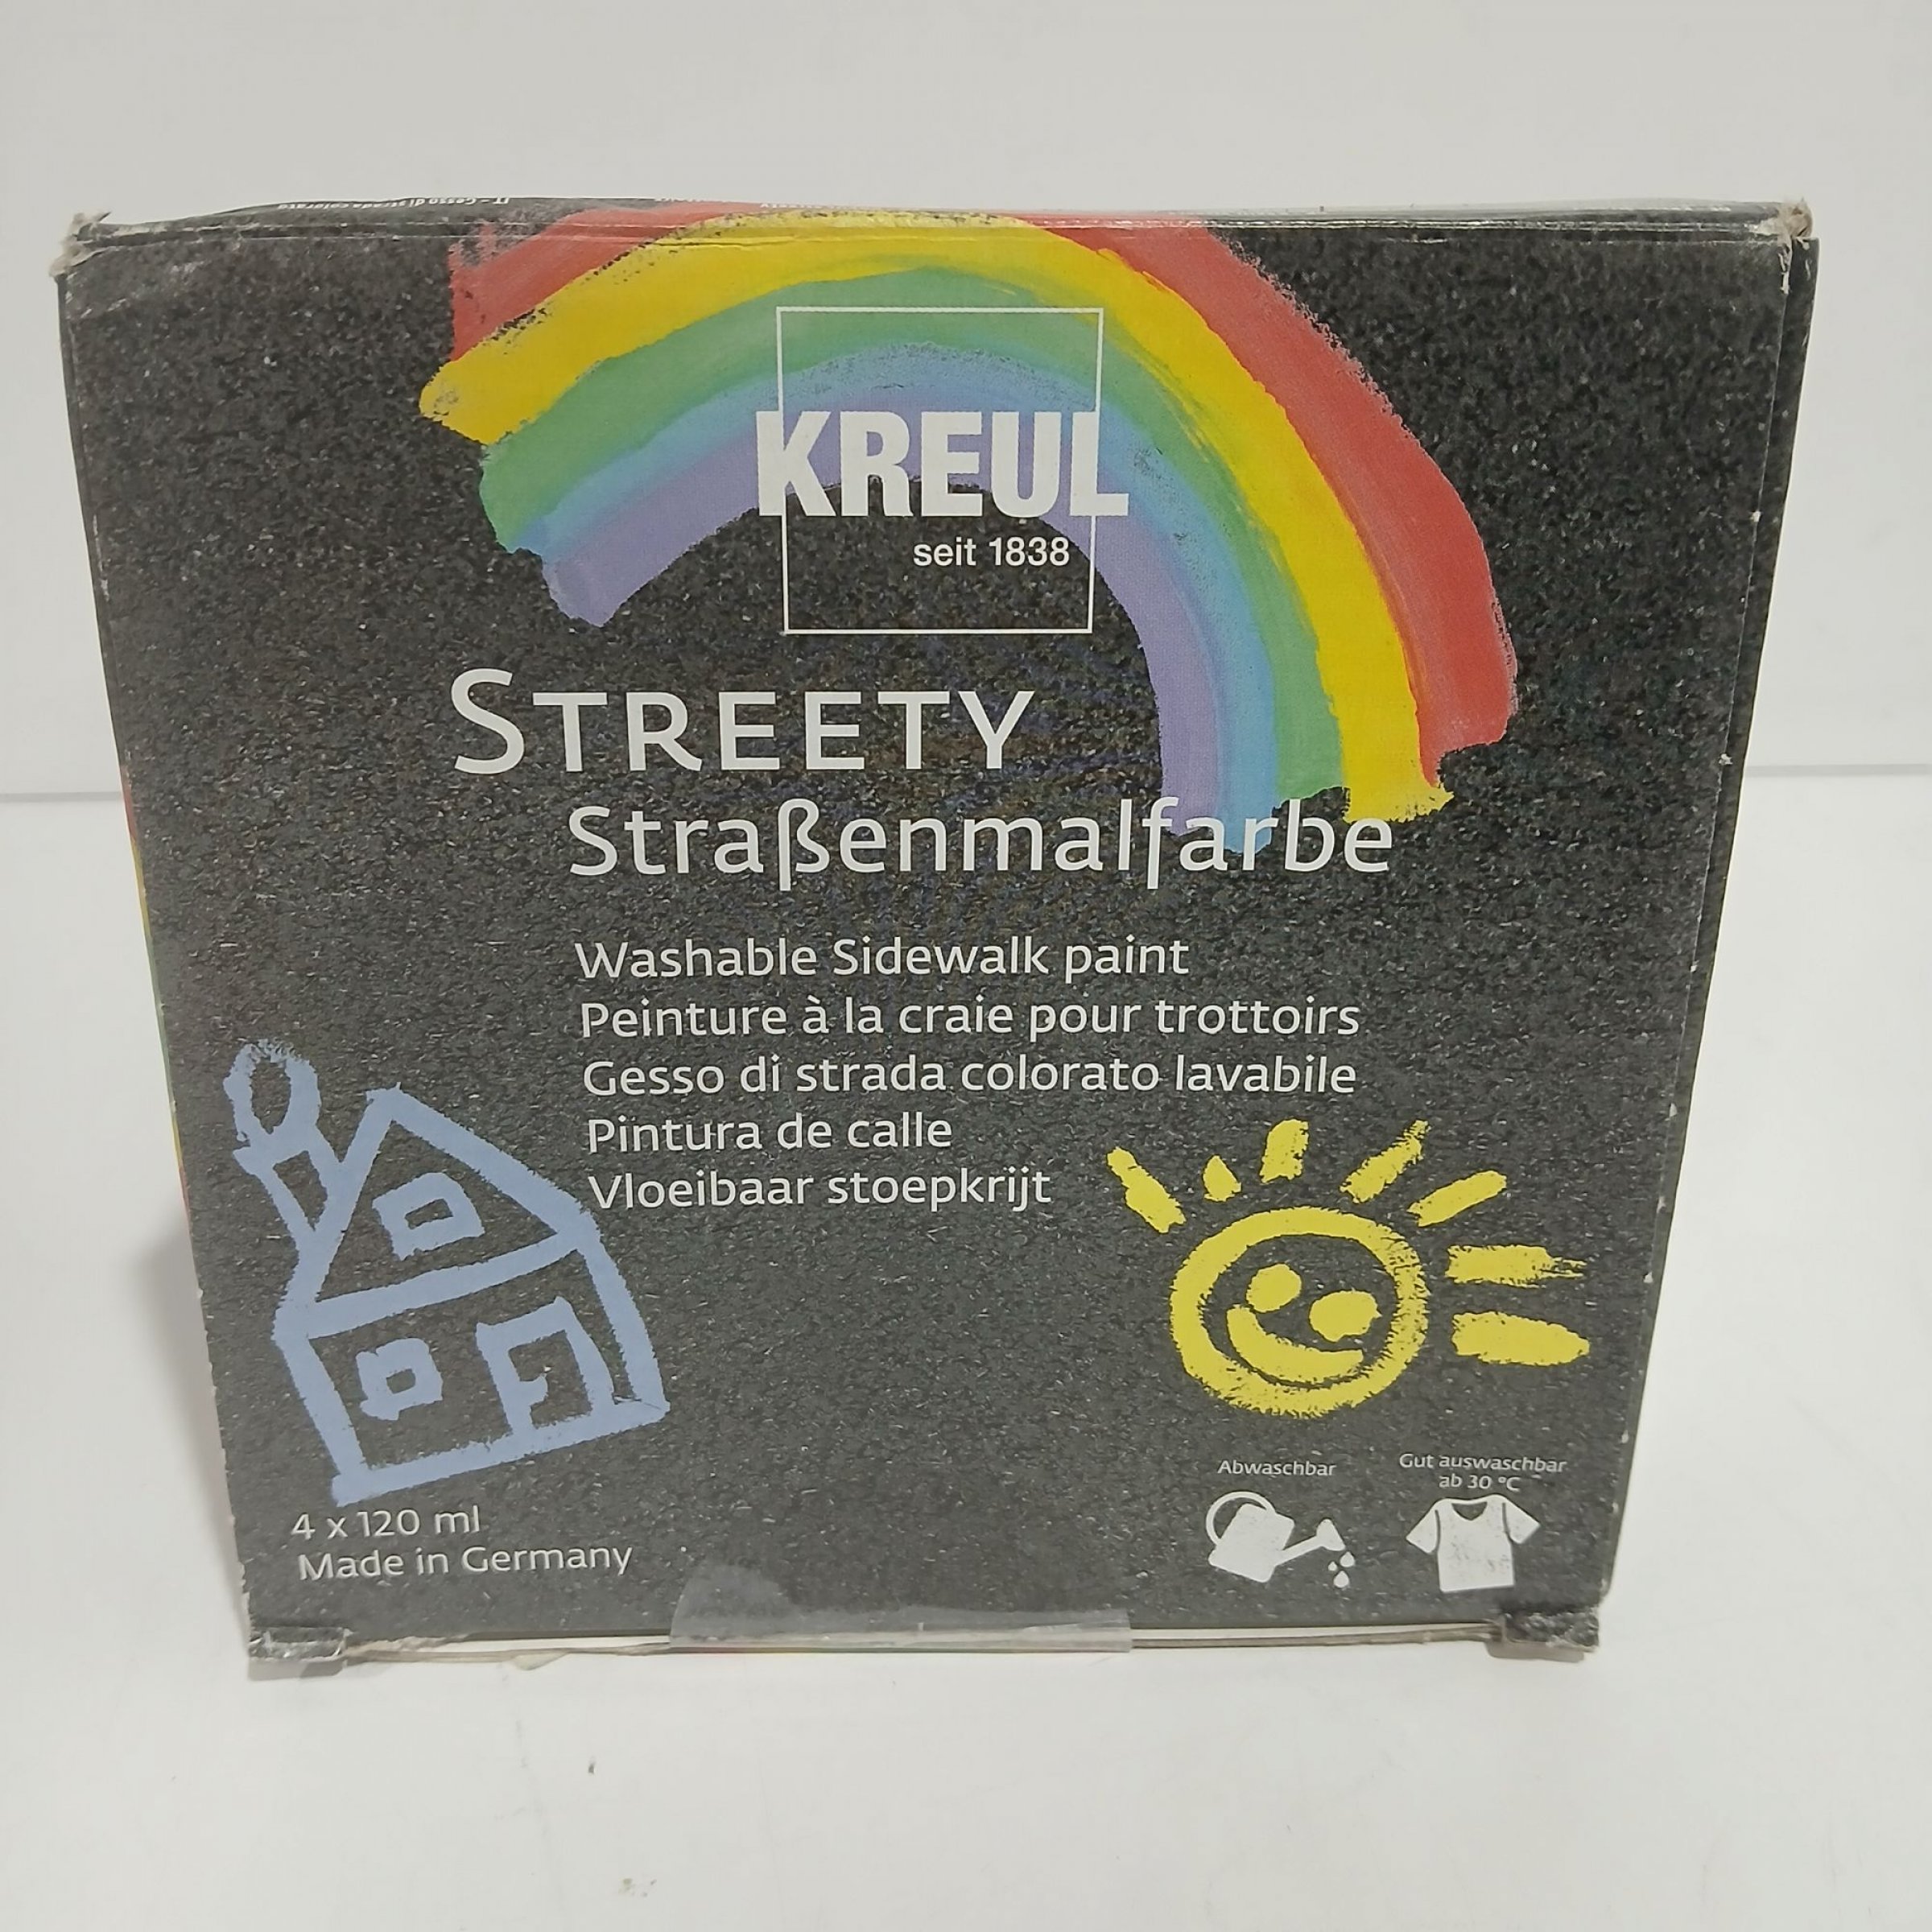 KREUL
seit 1838
STREETY
Straßenmalfarbe
Washable Sidewalk paint
Peinture à la craie pour trottoirs
Gesso di strada colorato lavabile
Pintura de calle
Vloeibaar stoepkrijt
Abwaschbar
Gut auswaschbar
ab 30 °C
4 x 120 ml
Made in Germany